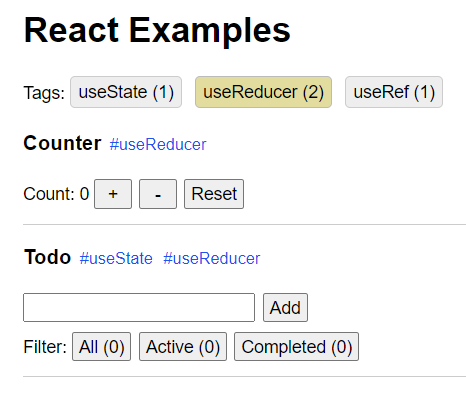 React Examples
Tags: useState (1) useReducer (2) useRef (1)
Counter #useReducer
Count: 0 + - Reset
Todo #useState #useReducer
Add
Filter: All (0) Active (0) Completed (0)